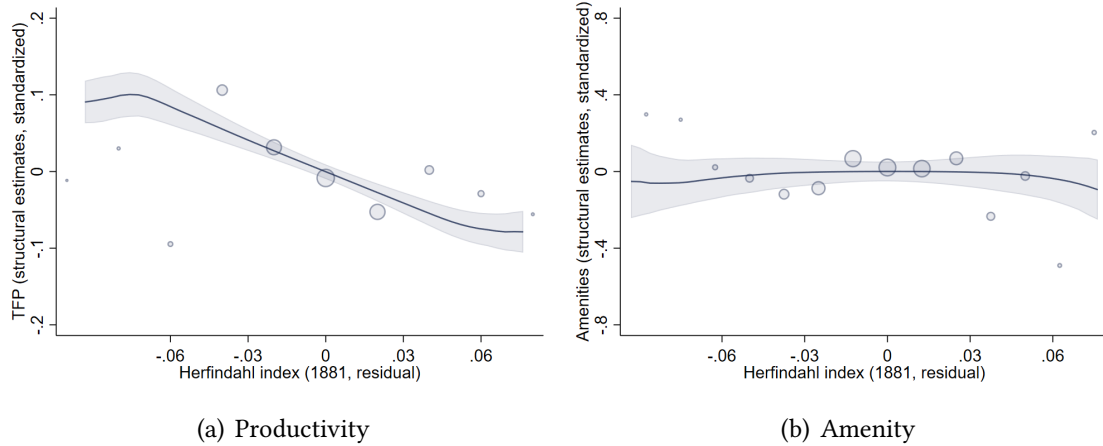 TFP (structural estimates, standardized)
.2
.1
0
-.1
-.2
-.06 -.03 0 .03 .06
Herfindahl index (1881, residual)
(a) Productivity
Amenities (structural estimates, standardized)
.8
.4
0
-.4
-.8
-.06 -.03 0 .03 .06
Herfindahl index (1881, residual)
(b) Amenity